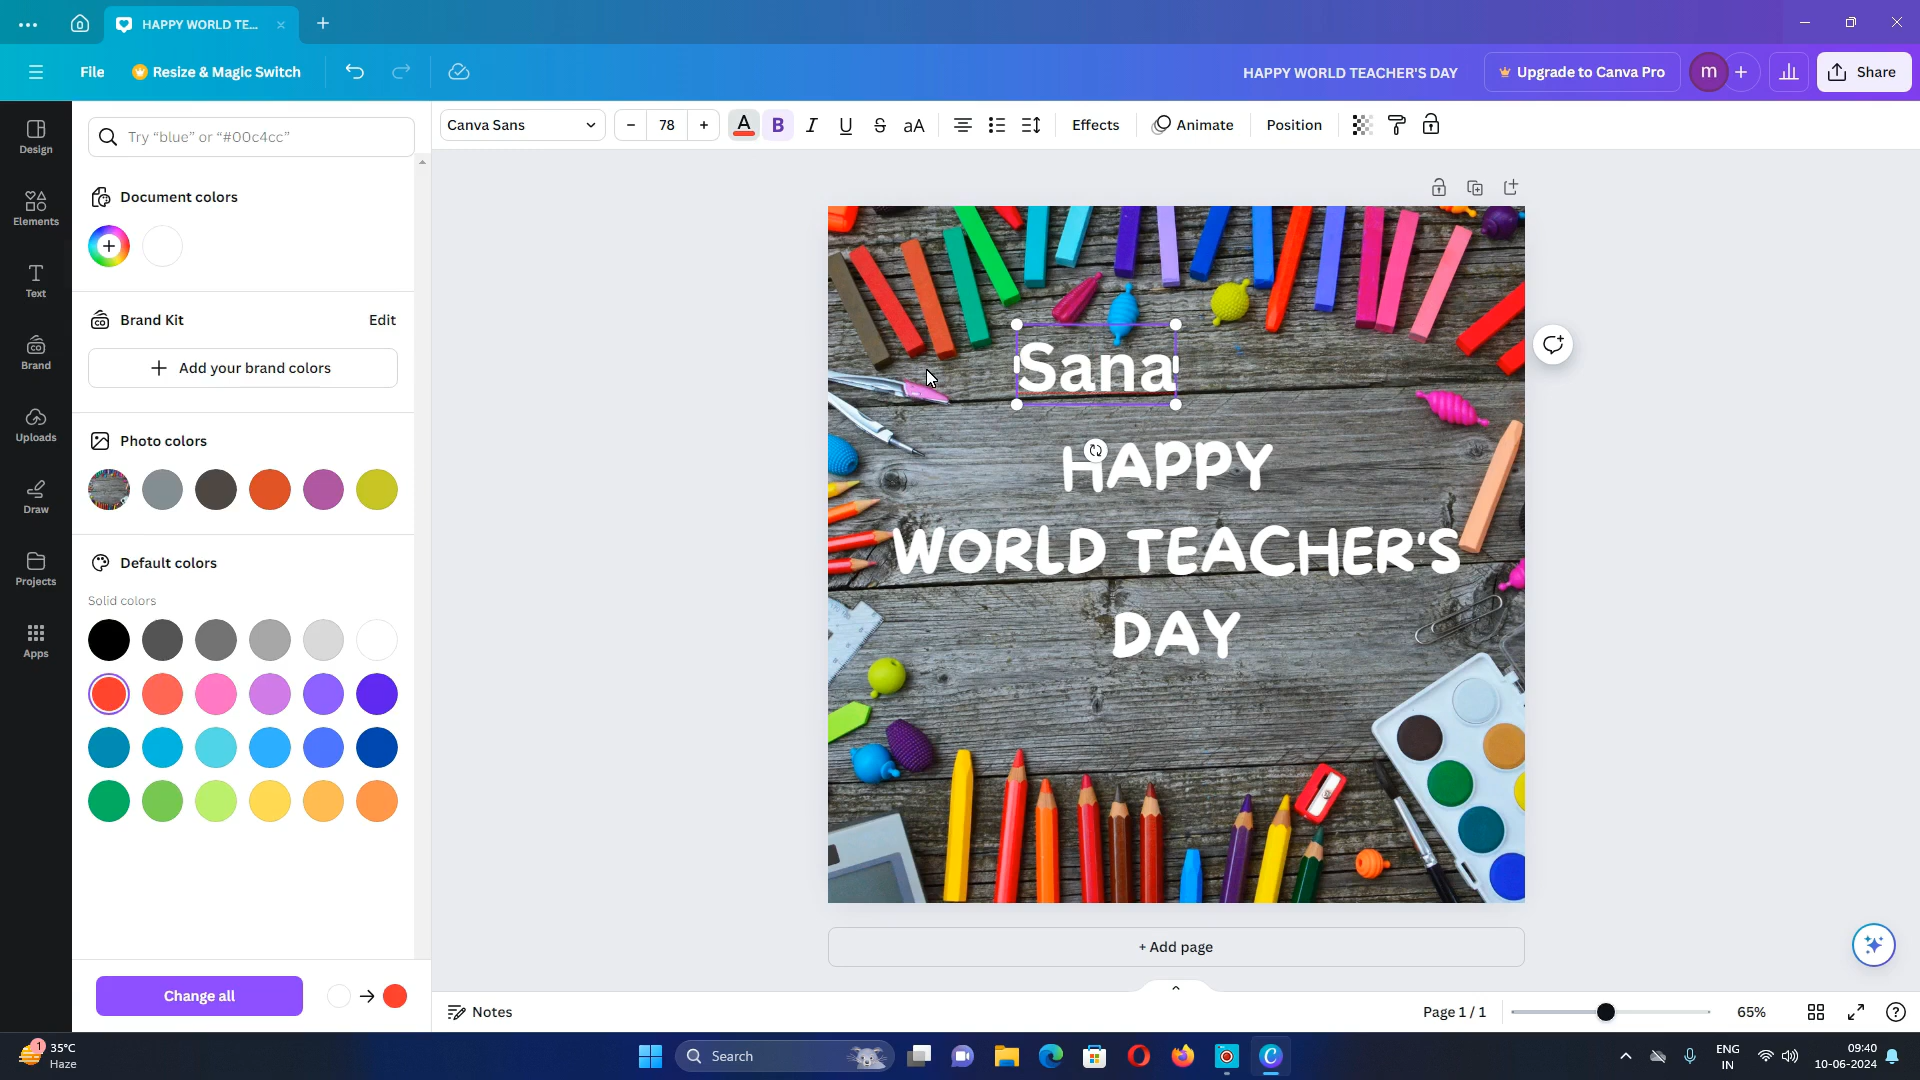 HAPPY WORLD TE...
File
Resize & Magic Switch
HAPPY WORLD TEACHER'S DAY
Upgrade to Canva Pro
m
Share
Design
Elements
Text
Brand
Uploads
Draw
Projects
Apps
Try “blue” or “#00c4cc”
Document colors
Brand Kit
Edit
Add your brand colors
Photo colors
Default colors
Solid colors
Change all
Canva Sans
– 78 +
A B I U S aA
Effects
Animate
Position
Sana
HAPPY
WORLD TEACHER'S
DAY
+ Add page
Notes
Page 1 / 1
65%
1
35°C
Haze
Search
ENG
IN
09:40
10-06-2024